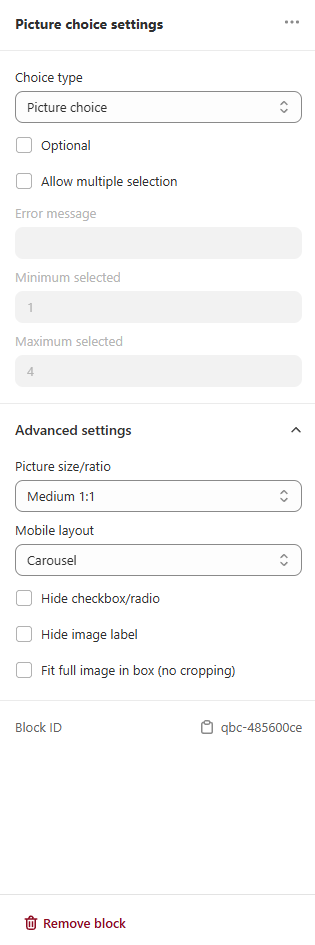 Picture choice settings
Choice type
Picture choice
Optional
Allow multiple selection
Error message
Minimum selected
1
Maximum selected
4
Advanced settings
Picture size/ratio
Medium 1:1
Mobile layout
Carousel
Hide checkbox/radio
Hide image label
Fit full image in box (no cropping)
Block ID qbc-485600ce
Remove block